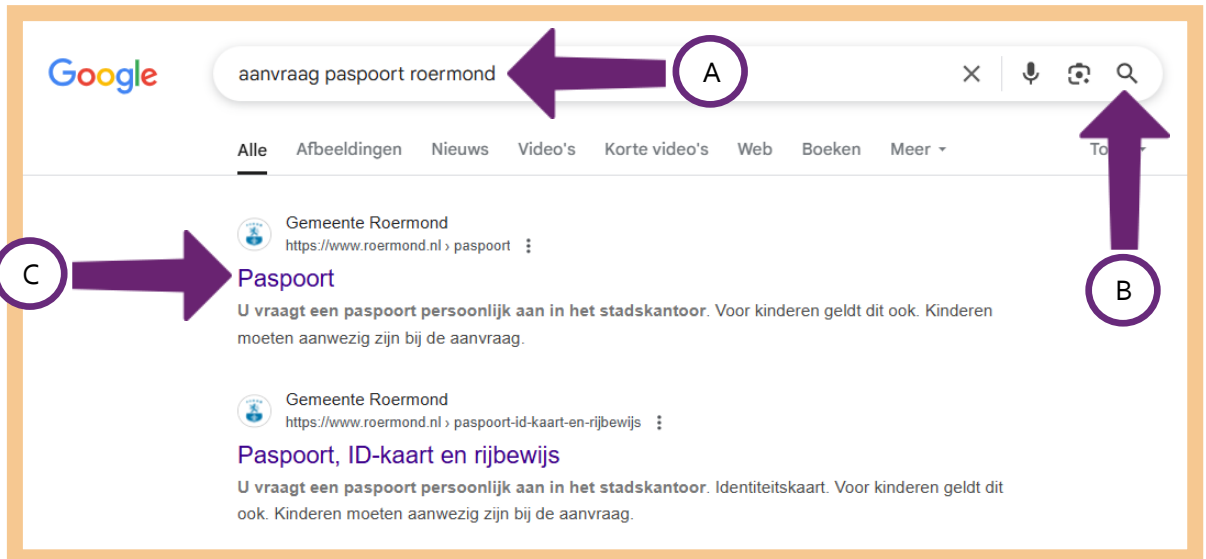 Google
aanvraag paspoort roermond
A
Alle Afbeeldingen Nieuws Video's Korte video's Web Boeken Meer
B
Gemeente Roermond
https://www.roermond.nl › paspoort
C
Paspoort
U vraagt een paspoort persoonlijk aan in het stadskantoor. Voor kinderen geldt dit ook. Kinderen
moeten aanwezig zijn bij de aanvraag.
Gemeente Roermond
https://www.roermond.nl › paspoort-id-kaart-en-rijbewijs
Paspoort, ID-kaart en rijbewijs
U vraagt een paspoort persoonlijk aan in het stadskantoor. Identiteitskaart. Voor kinderen geldt dit
ook. Kinderen moeten aanwezig zijn bij de aanvraag.